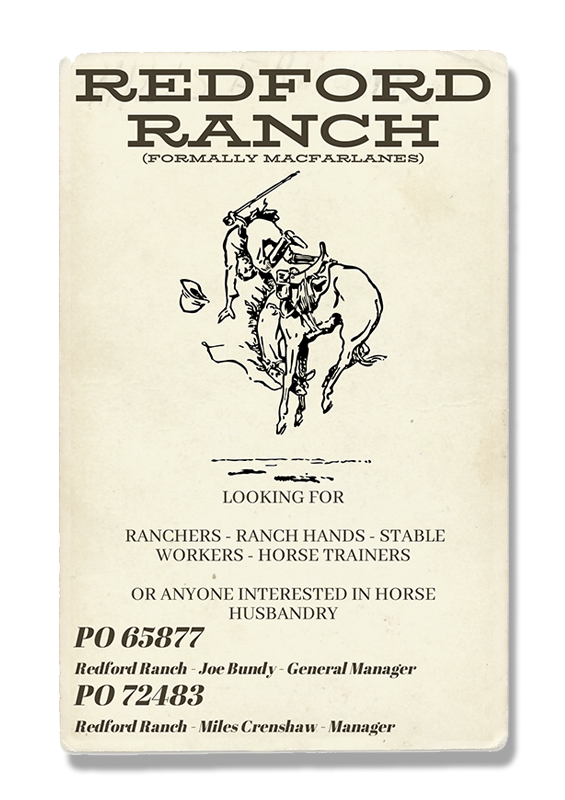 REDFORD
RANCH
(FORMALLY MACFARLANES)
LOOKING FOR
RANCHERS - RANCH HANDS - STABLE
WORKERS - HORSE TRAINERS
OR ANYONE INTERESTED IN HORSE
HUSBANDRY
PO 65877
Redford Ranch - Joe Bundy - General Manager
PO 72483
Redford Ranch - Miles Crenshaw - Manager